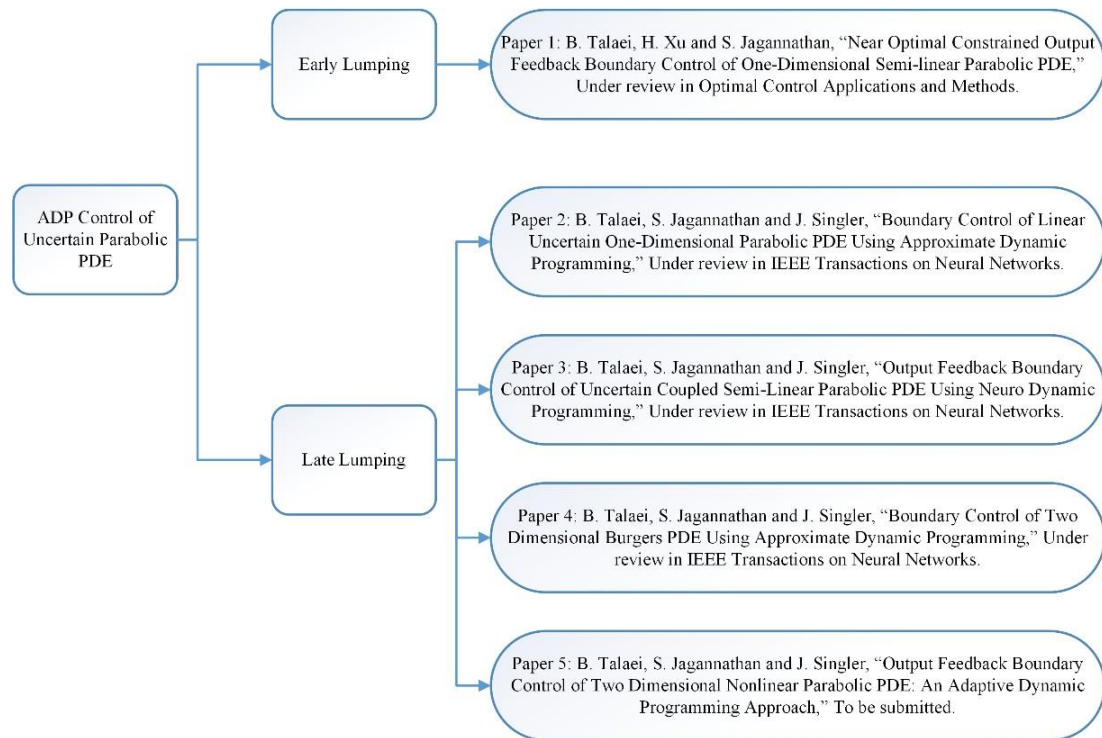 Early Lumping
Paper 1: B. Talaei, H. Xu and S. Jagannathan, “Near Optimal Constrained Output
Feedback Boundary Control of One-Dimensional Semi-linear Parabolic PDE,”
Under review in Optimal Control Applications and Methods.
ADP Control of
Uncertain Parabolic
PDE
Paper 2: B. Talaei, S. Jagannathan and J. Singler, “Boundary Control of Linear
Uncertain One-Dimensional Parabolic PDE Using Approximate Dynamic
Programming,” Under review in IEEE Transactions on Neural Networks.
Paper 3: B. Talaei, S. Jagannathan and J. Singler, “Output Feedback Boundary
Control of Uncertain Coupled Semi-Linear Parabolic PDE Using Neuro Dynamic
Programming,” Under review in IEEE Transactions on Neural Networks.
Late Lumping
Paper 4: B. Talaei, S. Jagannathan and J. Singler, “Boundary Control of Two
Dimensional Burgers PDE Using Approximate Dynamic Programming,” Under
review in IEEE Transactions on Neural Networks.
Paper 5: B. Talaei, S. Jagannathan and J. Singler, “Output Feedback Boundary
Control of Two Dimensional Nonlinear Parabolic PDE: An Adaptive Dynamic
Programming Approach,” To be submitted.